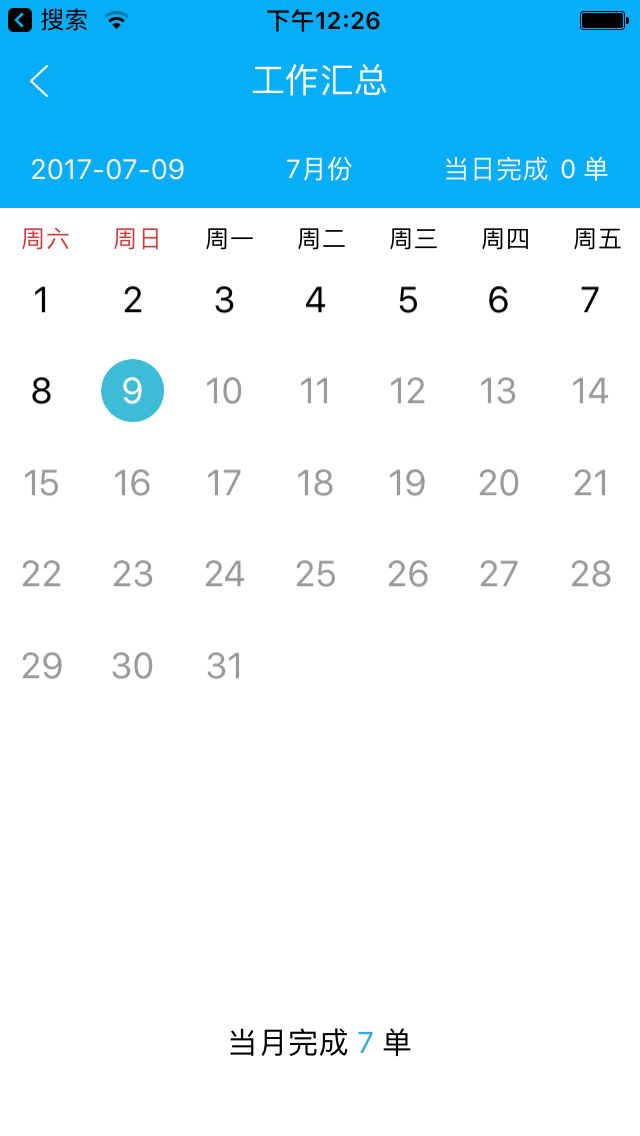 搜索 下午12:26
工作汇总
2017-07-09 7月份 当日完成 0 单
周六 周日 周一 周二 周三 周四 周五
1 2 3 4 5 6 7
8 9 10 11 12 13 14
15 16 17 18 19 20 21
22 23 24 25 26 27 28
29 30 31
当月完成 7 单